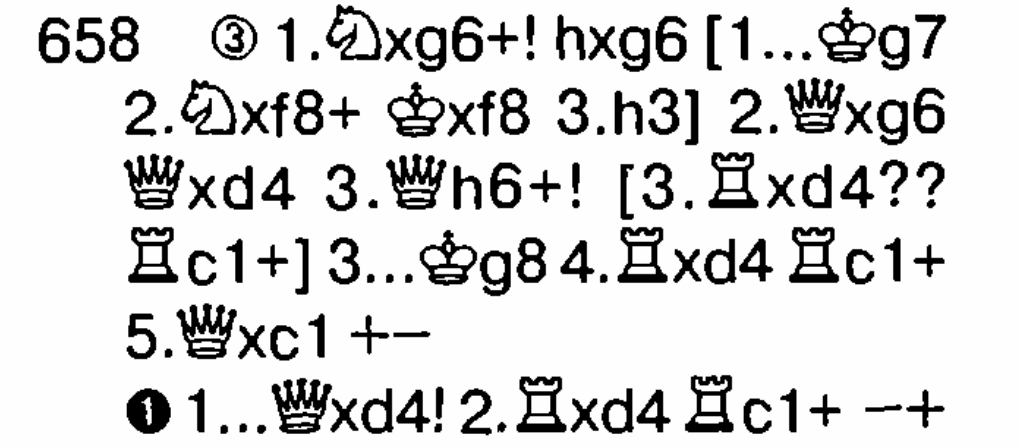 658 ③ 1.♘xg6+! hxg6 [1...♔g7
2.♘xf8+ ♔xf8 3.h3] 2.♕xg6
♕xd4 3.♕h6+! [3.♖xd4??
♖c1+] 3...♔g8 4.♖xd4 ♖c1+
5.♕xc1 +−
❶ 1...♕xd4! 2.♖xd4 ♖c1+ −+